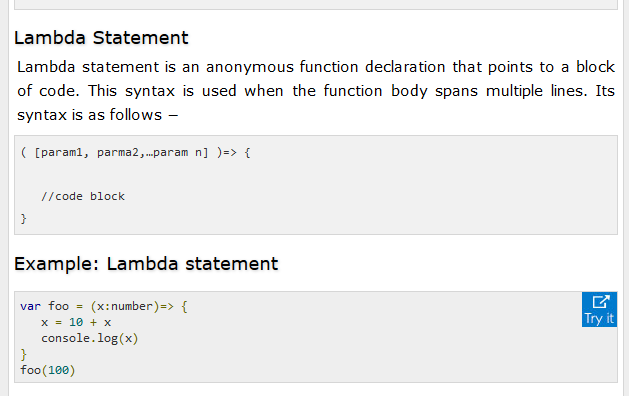 Lambda Statement
Lambda statement is an anonymous function declaration that points to a block
of code. This syntax is used when the function body spans multiple lines. Its
syntax is as follows −
( [param1, parma2,…param n] )=> {
//code block
}
Example: Lambda statement
var foo = (x:number)=> {
x = 10 + x
console.log(x)
}
foo(100)
Try it